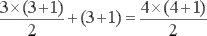 3×(3+1)/2 + (3+1) = 4×(4+1)/2